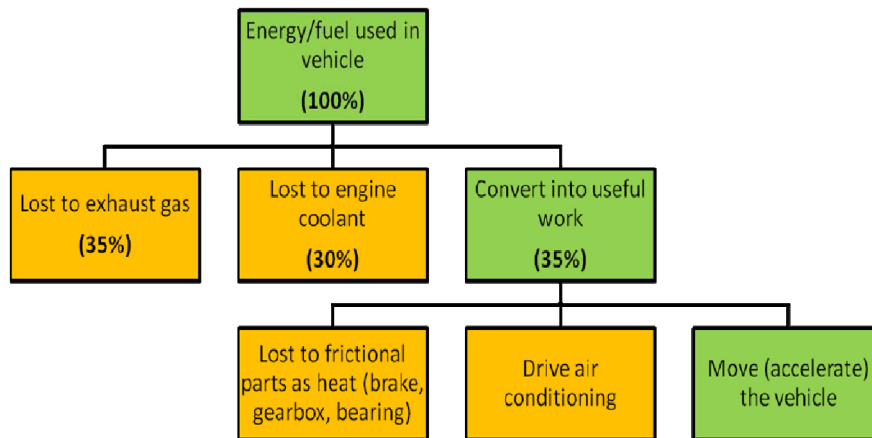 Energy/fuel used in
vehicle
(100%)
Lost to exhaust gas
(35%)
Lost to engine
coolant
(30%)
Convert into useful
work
(35%)
Lost to frictional
parts as heat (brake,
gearbox, bearing)
Drive air
conditioning
Move (accelerate)
the vehicle